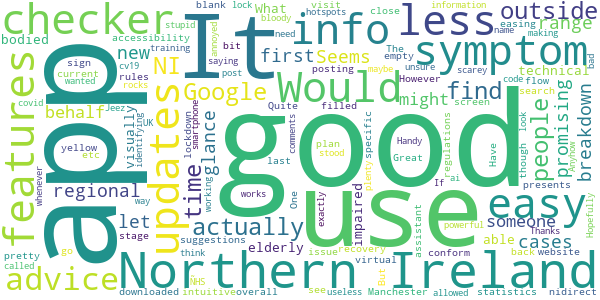 good
app
use
It
Northern Ireland
symptom
less
info
outside
checker
features
updates
advice
easy
Would
Google
actually
find
might
people
promising
breakdown
range
cases
someone
regional
behalf
NI
new
time
glance
first
Seems
What
let
visually
impaired
elderly
able
technical
bodied
accessibility
training
blank
lock
hotspots
close
visit
information
stupid
bloody
need
name
making
easing
empty
The
bad
annoyed
bit
saying
post
maybe
unsure
scarey
code
flow
search
look
though
sign
current
wanted
cv19
rules
rocks
covid
Jeez
UK
etc
yellow
identifying
lockdown
smartphone
However
posting
screen
filled
Quite
comments
plan
stood
specific
regulations
Handy
Great
ai
Have
presents
Anyhow
whenever
way
go
stage
pretty
called
downloaded
suggestions
think
NHS
intuitive
overall
working
last
One
works
exactly
plenty
If
But
issue
recovery
virtual
see
useless
Manchester
assistant
conform
allowed
statistics
powerful
back
website
nidirect
Thanks
Hopefully